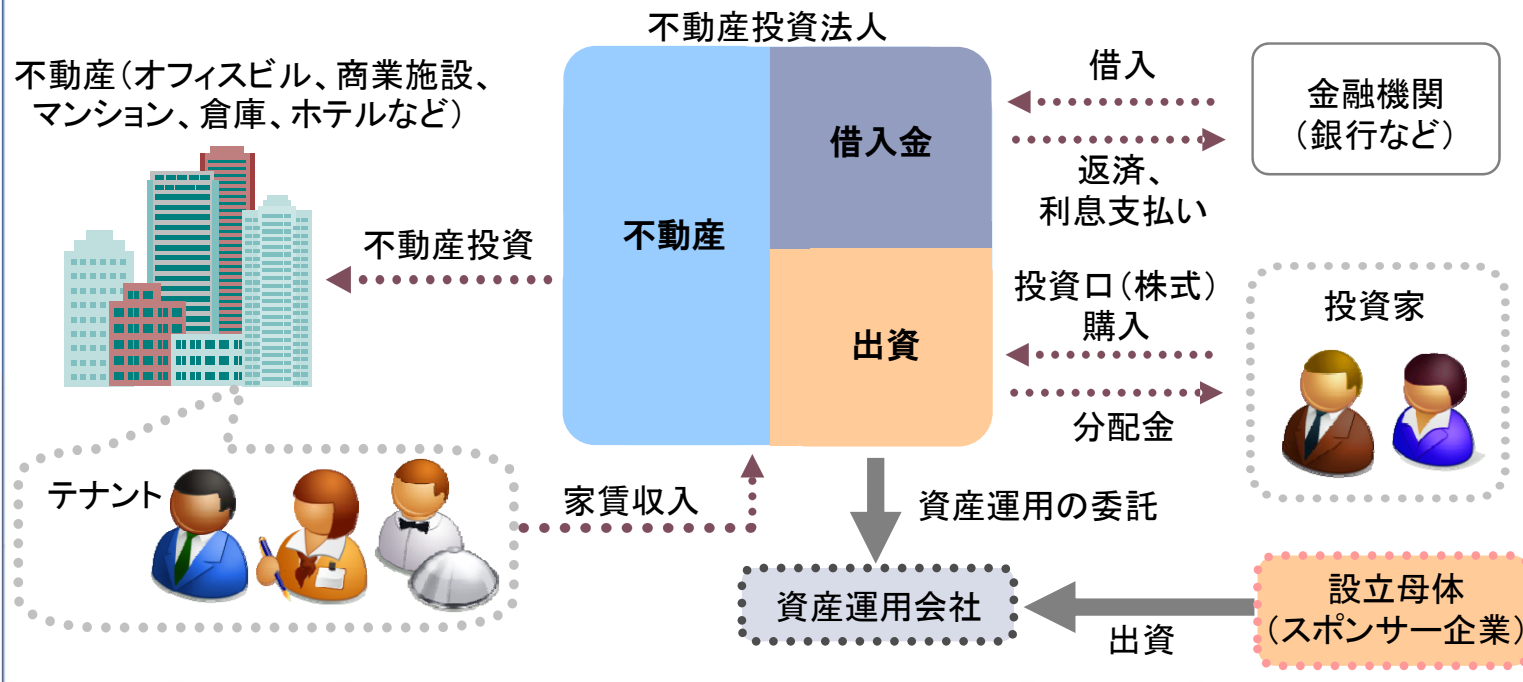 不動産投資法人
不動産(オフィスビル、商業施設、
マンション、倉庫、ホテルなど)
不動産投資
不動産
借入金
出資
借入
返済、
利息支払い
金融機関
(銀行など)
投資口(株式)
購入
分配金
投資家
テナント
家賃収入
資産運用の委託
資産運用会社
出資
設立母体
(スポンサー企業)